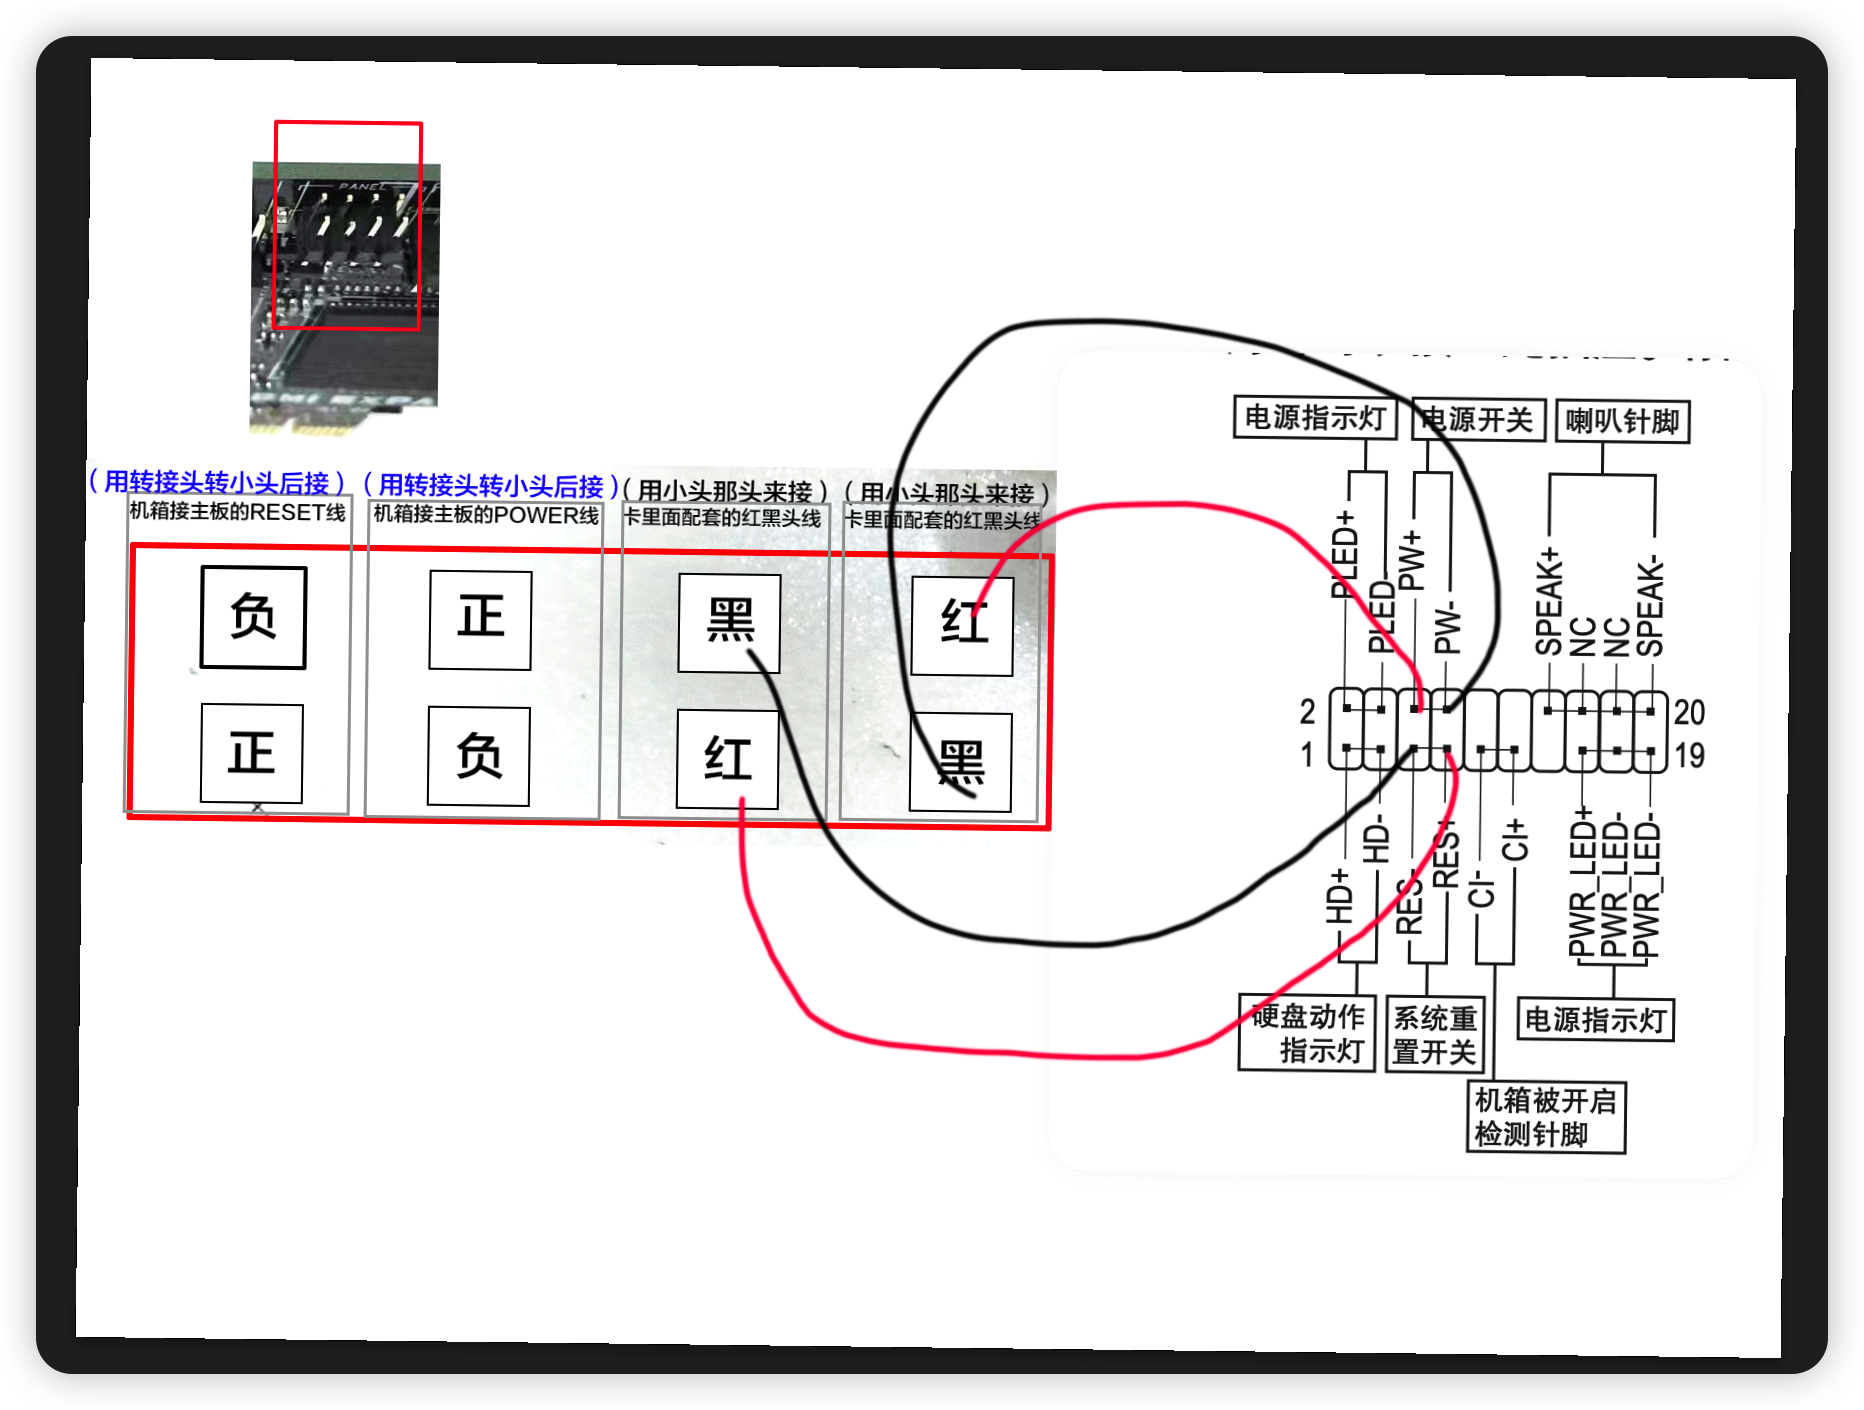 PANEL
（用转接头转小头后接）（用转接头转小头后接）（用小头那头来接）（用小头那头来接）
机箱接主板的RESET线
机箱接主板的POWER线
卡里面配套的红黑头线
卡里面配套的红黑头线
负 正 黑 红
正 负 红 黑
电源指示灯 电源开关 喇叭针脚
PLED+
PLED-
PW+
PW-
SPEAK+
NC
NC
SPEAK-
2 20
1 19
HD+
HD-
RES-
RES+
CI-
CI+
PWR_LED+
PWR_LED-
PWR_LED-
硬盘动作
指示灯
系统重
置开关
电源指示灯
机箱被开启
检测针脚